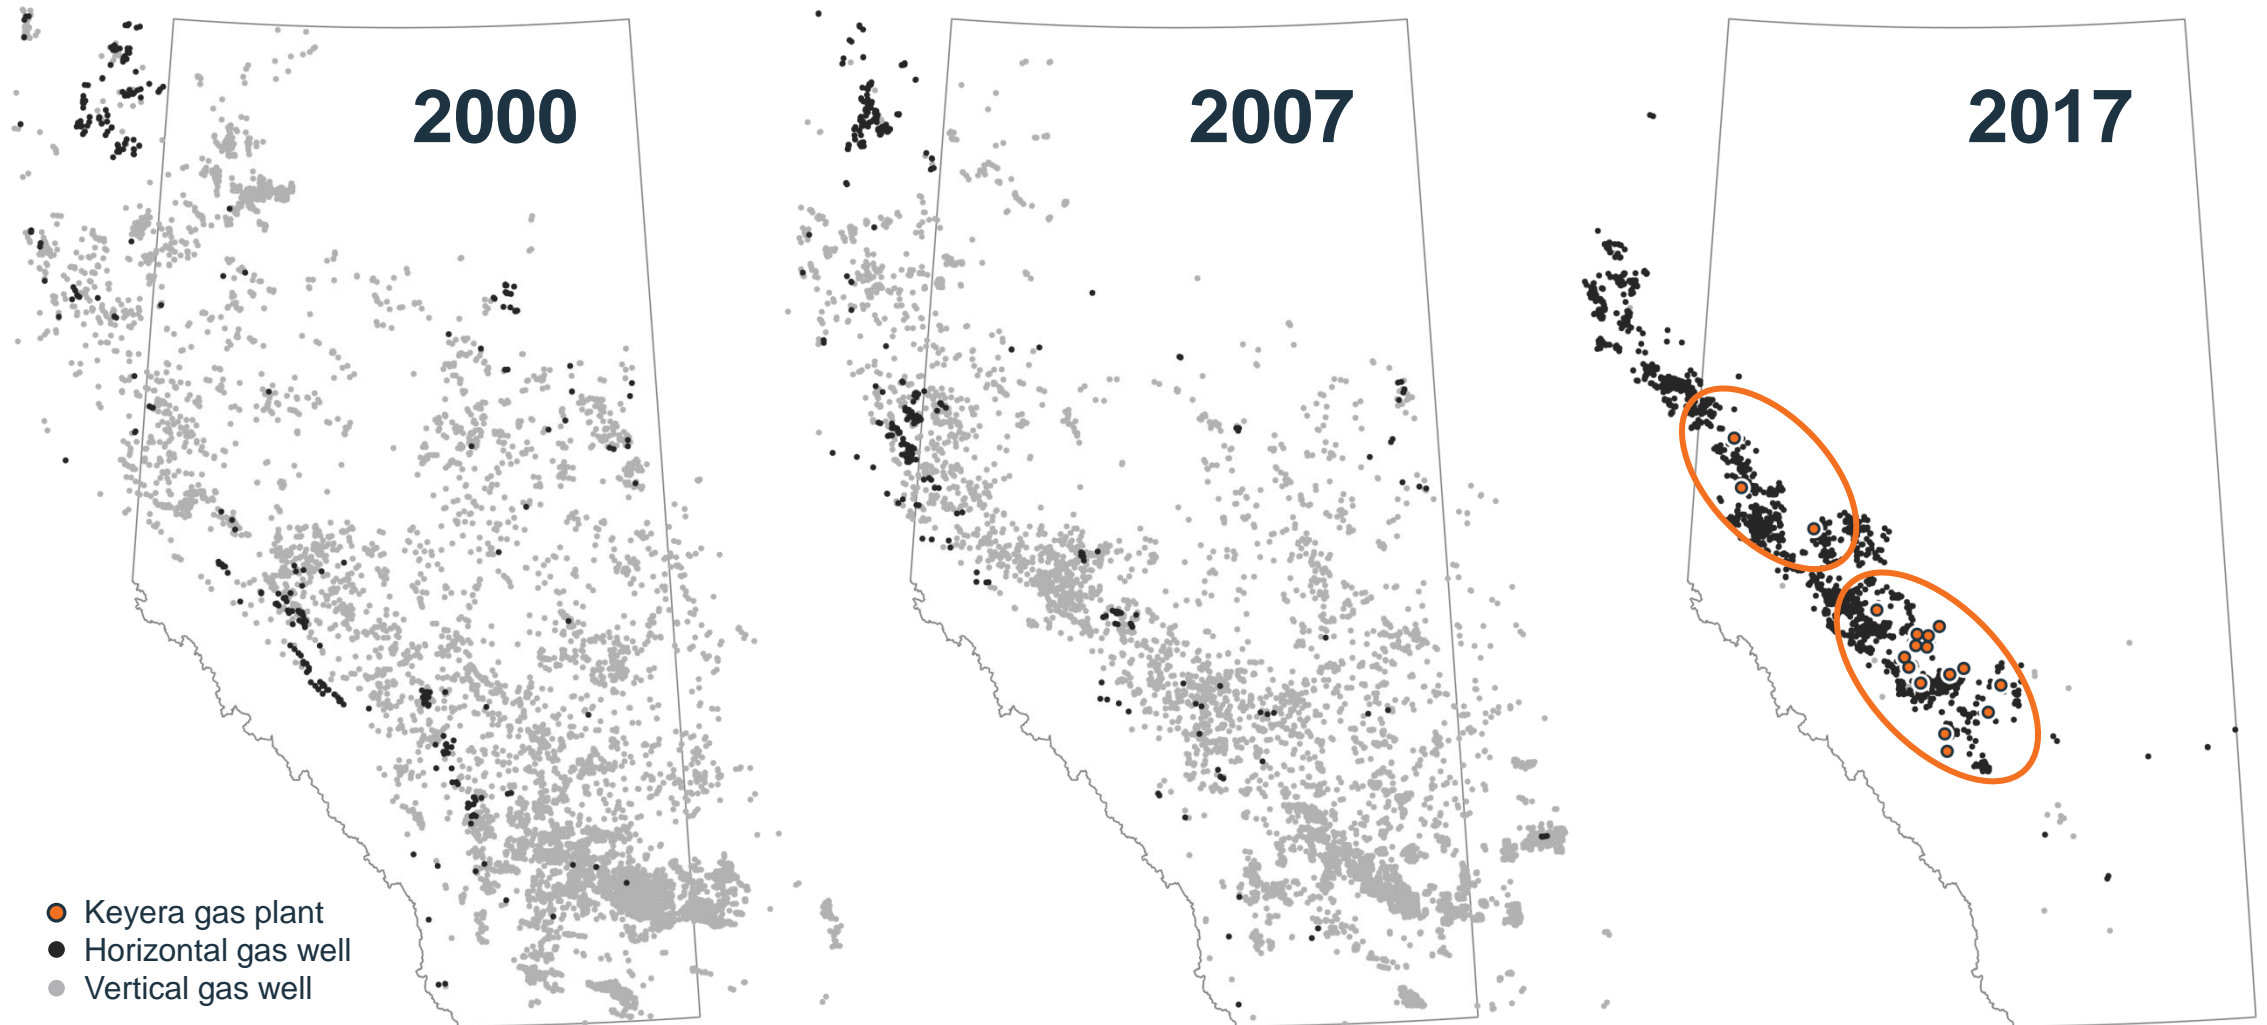 2000
2007
2017
Keyera gas plant
Horizontal gas well
Vertical gas well